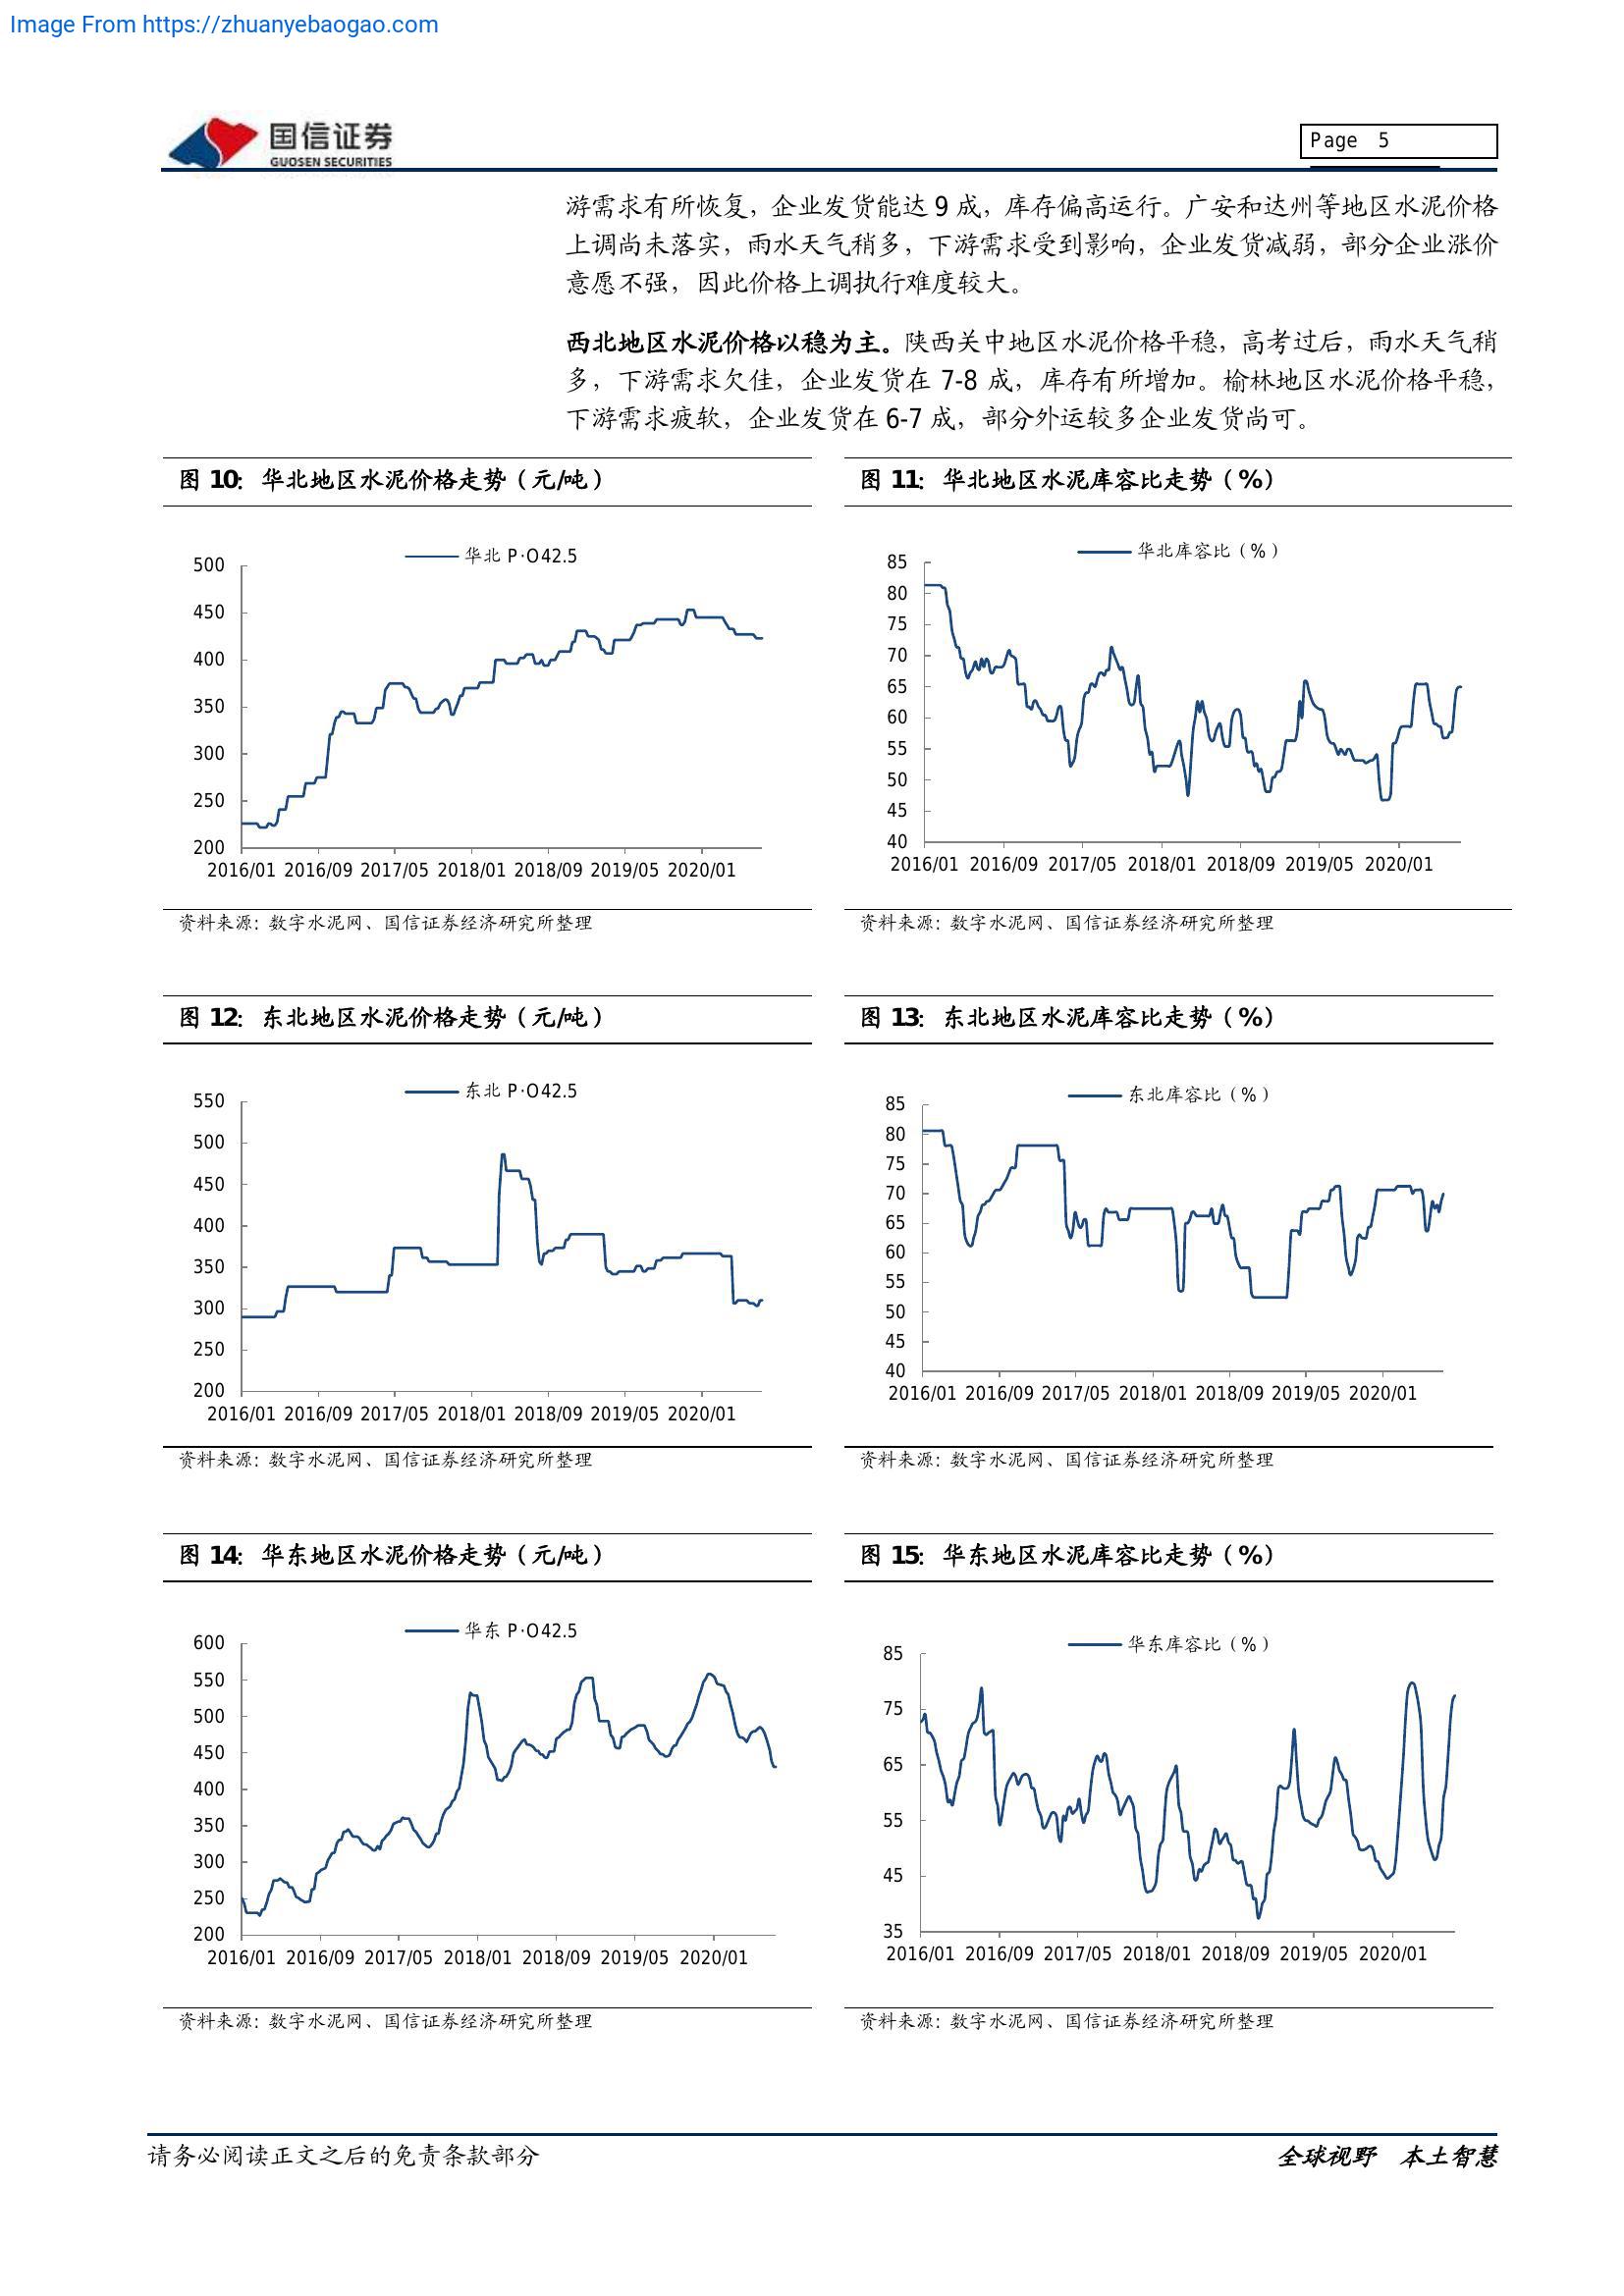 Image From https://zhuanyebaogao.com
国信证券
GUOSEN SECURITIES
Page 5
游需求有所恢复，企业发货能达 9 成，库存偏高运行。广安和达州等地区水泥价格
上调尚未落实，雨水天气稍多，下游需求受到影响，企业发货减弱，部分企业涨价
意愿不强，因此价格上调执行难度较大。
西北地区水泥价格以稳为主。陕西关中地区水泥价格平稳，高考过后，雨水天气稍
多，下游需求欠佳，企业发货在 7-8 成，库存有所增加。榆林地区水泥价格平稳，
下游需求疲软，企业发货在 6-7 成，部分外运较多企业发货尚可。
图 10：华北地区水泥价格走势（元/吨）
华北 P·O42.5
500
450
400
350
300
250
200
2016/01 2016/09 2017/05 2018/01 2018/09 2019/05 2020/01
资料来源：数字水泥网、国信证券经济研究所整理
图 11：华北地区水泥库容比走势（%）
华北库容比（%）
85
80
75
70
65
60
55
50
45
40
2016/01 2016/09 2017/05 2018/01 2018/09 2019/05 2020/01
资料来源：数字水泥网、国信证券经济研究所整理
图 12：东北地区水泥价格走势（元/吨）
东北 P·O42.5
550
500
450
400
350
300
250
200
2016/01 2016/09 2017/05 2018/01 2018/09 2019/05 2020/01
资料来源：数字水泥网、国信证券经济研究所整理
图 13：东北地区水泥库容比走势（%）
东北库容比（%）
85
80
75
70
65
60
55
50
45
40
2016/01 2016/09 2017/05 2018/01 2018/09 2019/05 2020/01
资料来源：数字水泥网、国信证券经济研究所整理
图 14：华东地区水泥价格走势（元/吨）
华东 P·O42.5
600
550
500
450
400
350
300
250
200
2016/01 2016/09 2017/05 2018/01 2018/09 2019/05 2020/01
资料来源：数字水泥网、国信证券经济研究所整理
图 15：华东地区水泥库容比走势（%）
华东库容比（%）
85
75
65
55
45
35
2016/01 2016/09 2017/05 2018/01 2018/09 2019/05 2020/01
资料来源：数字水泥网、国信证券经济研究所整理
请务必阅读正文之后的免责条款部分
全球视野 本土智慧